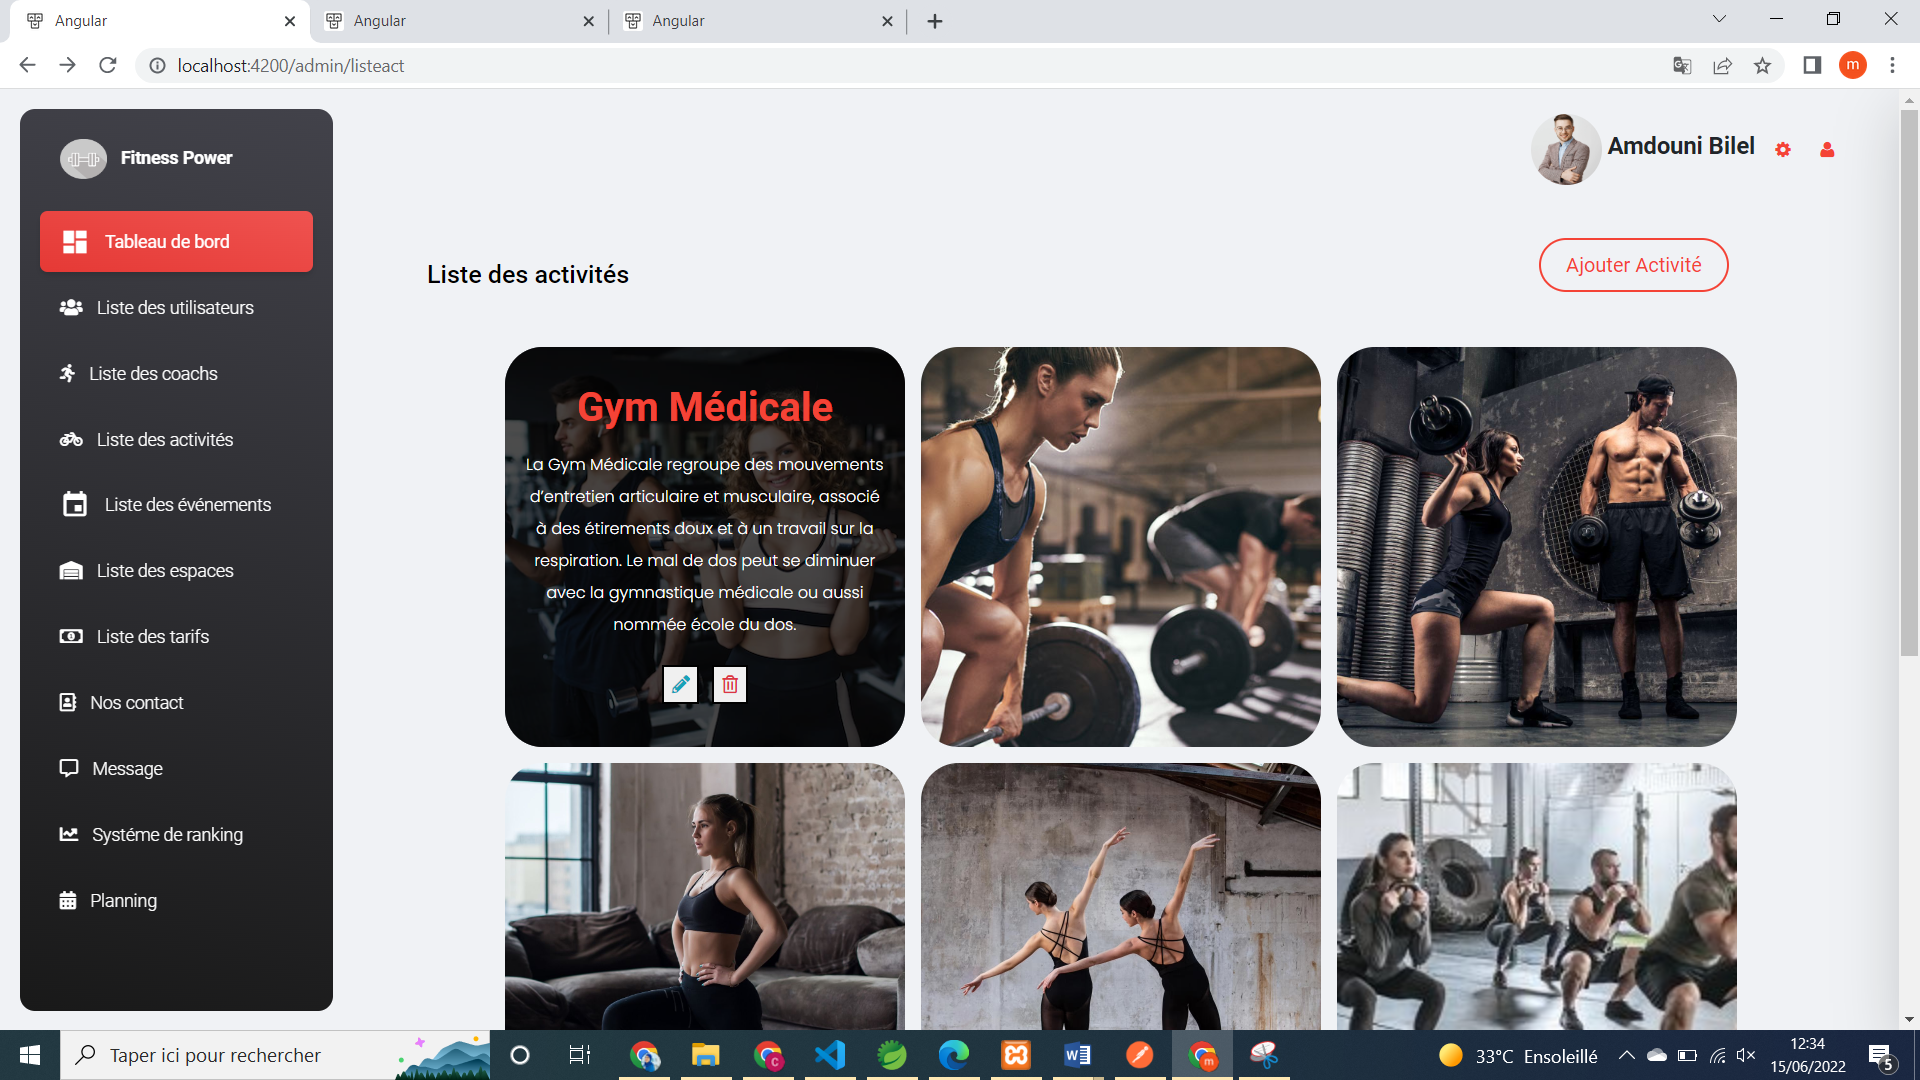 Angular
Angular
Angular
localhost:4200/admin/listeact
m
Fitness Power
Amdouni Bilel
Tableau de bord
Liste des utilisateurs
Liste des coachs
Liste des activités
Liste des événements
Liste des espaces
Liste des tarifs
Nos contact
Message
Systéme de ranking
Planning
Liste des activités
Ajouter Activité
Gym Médicale
La Gym Médicale regroupe des mouvements
d’entretien articulaire et musculaire, associé
à des étirements doux et à un travail sur la
respiration. Le mal de dos peut se diminuer
avec la gymnastique médicale ou aussi
nommée école du dos.
Taper ici pour rechercher
33°C Ensoleillé
12:34
15/06/2022
5